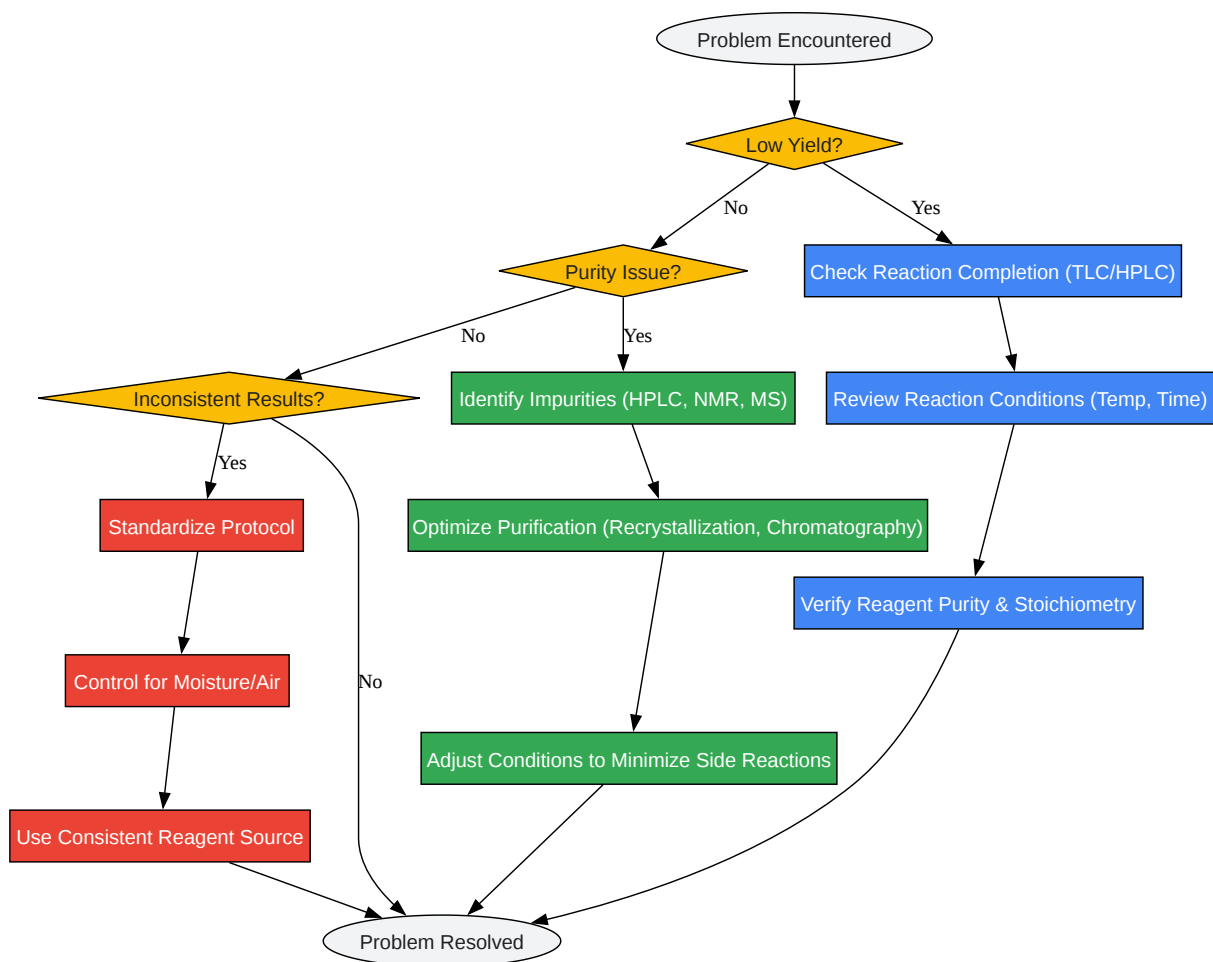 Problem Encountered
Low Yield?
No
Yes
Purity Issue?
Check Reaction Completion (TLC/HPLC)
No
Yes
Inconsistent Results?
Identify Impurities (HPLC, NMR, MS)
Review Reaction Conditions (Temp, Time)
Yes
Standardize Protocol
Optimize Purification (Recrystallization, Chromatography)
Verify Reagent Purity & Stoichiometry
Control for Moisture/Air
No
Adjust Conditions to Minimize Side Reactions
Use Consistent Reagent Source
Problem Resolved